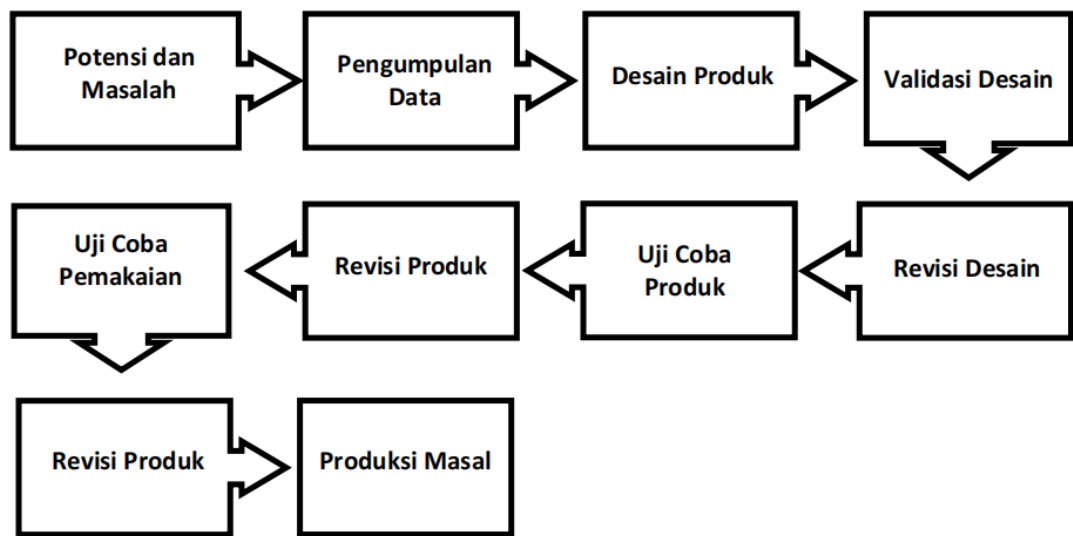 Potensi dan
Masalah
Pengumpulan
Data
Desain Produk
Validasi Desain
Revisi Desain
Uji Coba
Produk
Revisi Produk
Uji Coba
Pemakaian
Revisi Produk
Produksi Masal